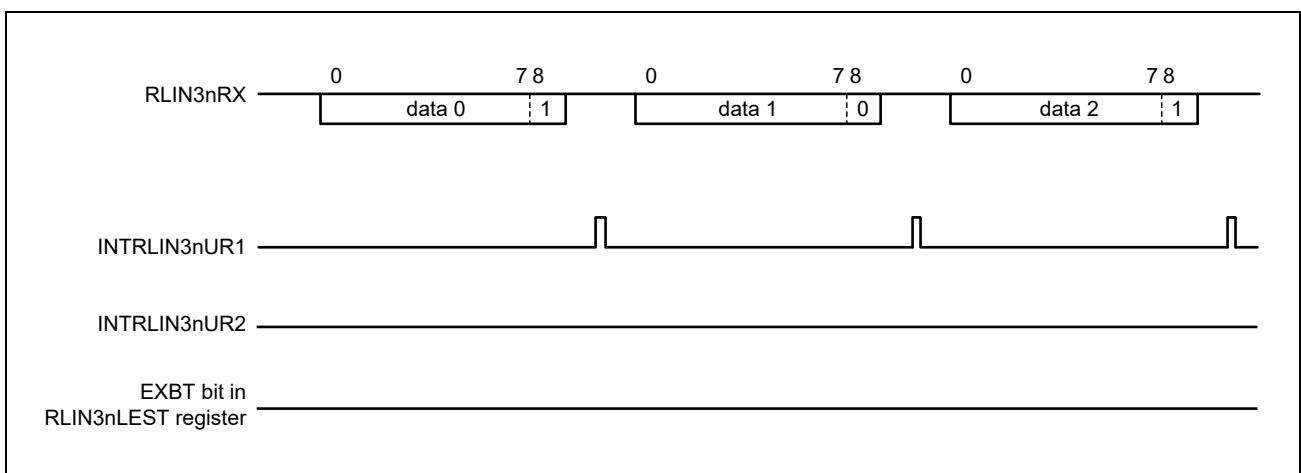 0 7 8 0 7 8 0 7 8
RLIN3nRX
data 0 1 data 1 0 data 2 1
INTRLIN3nUR1
INTRLIN3nUR2
EXBT bit in
RLIN3nLEST register